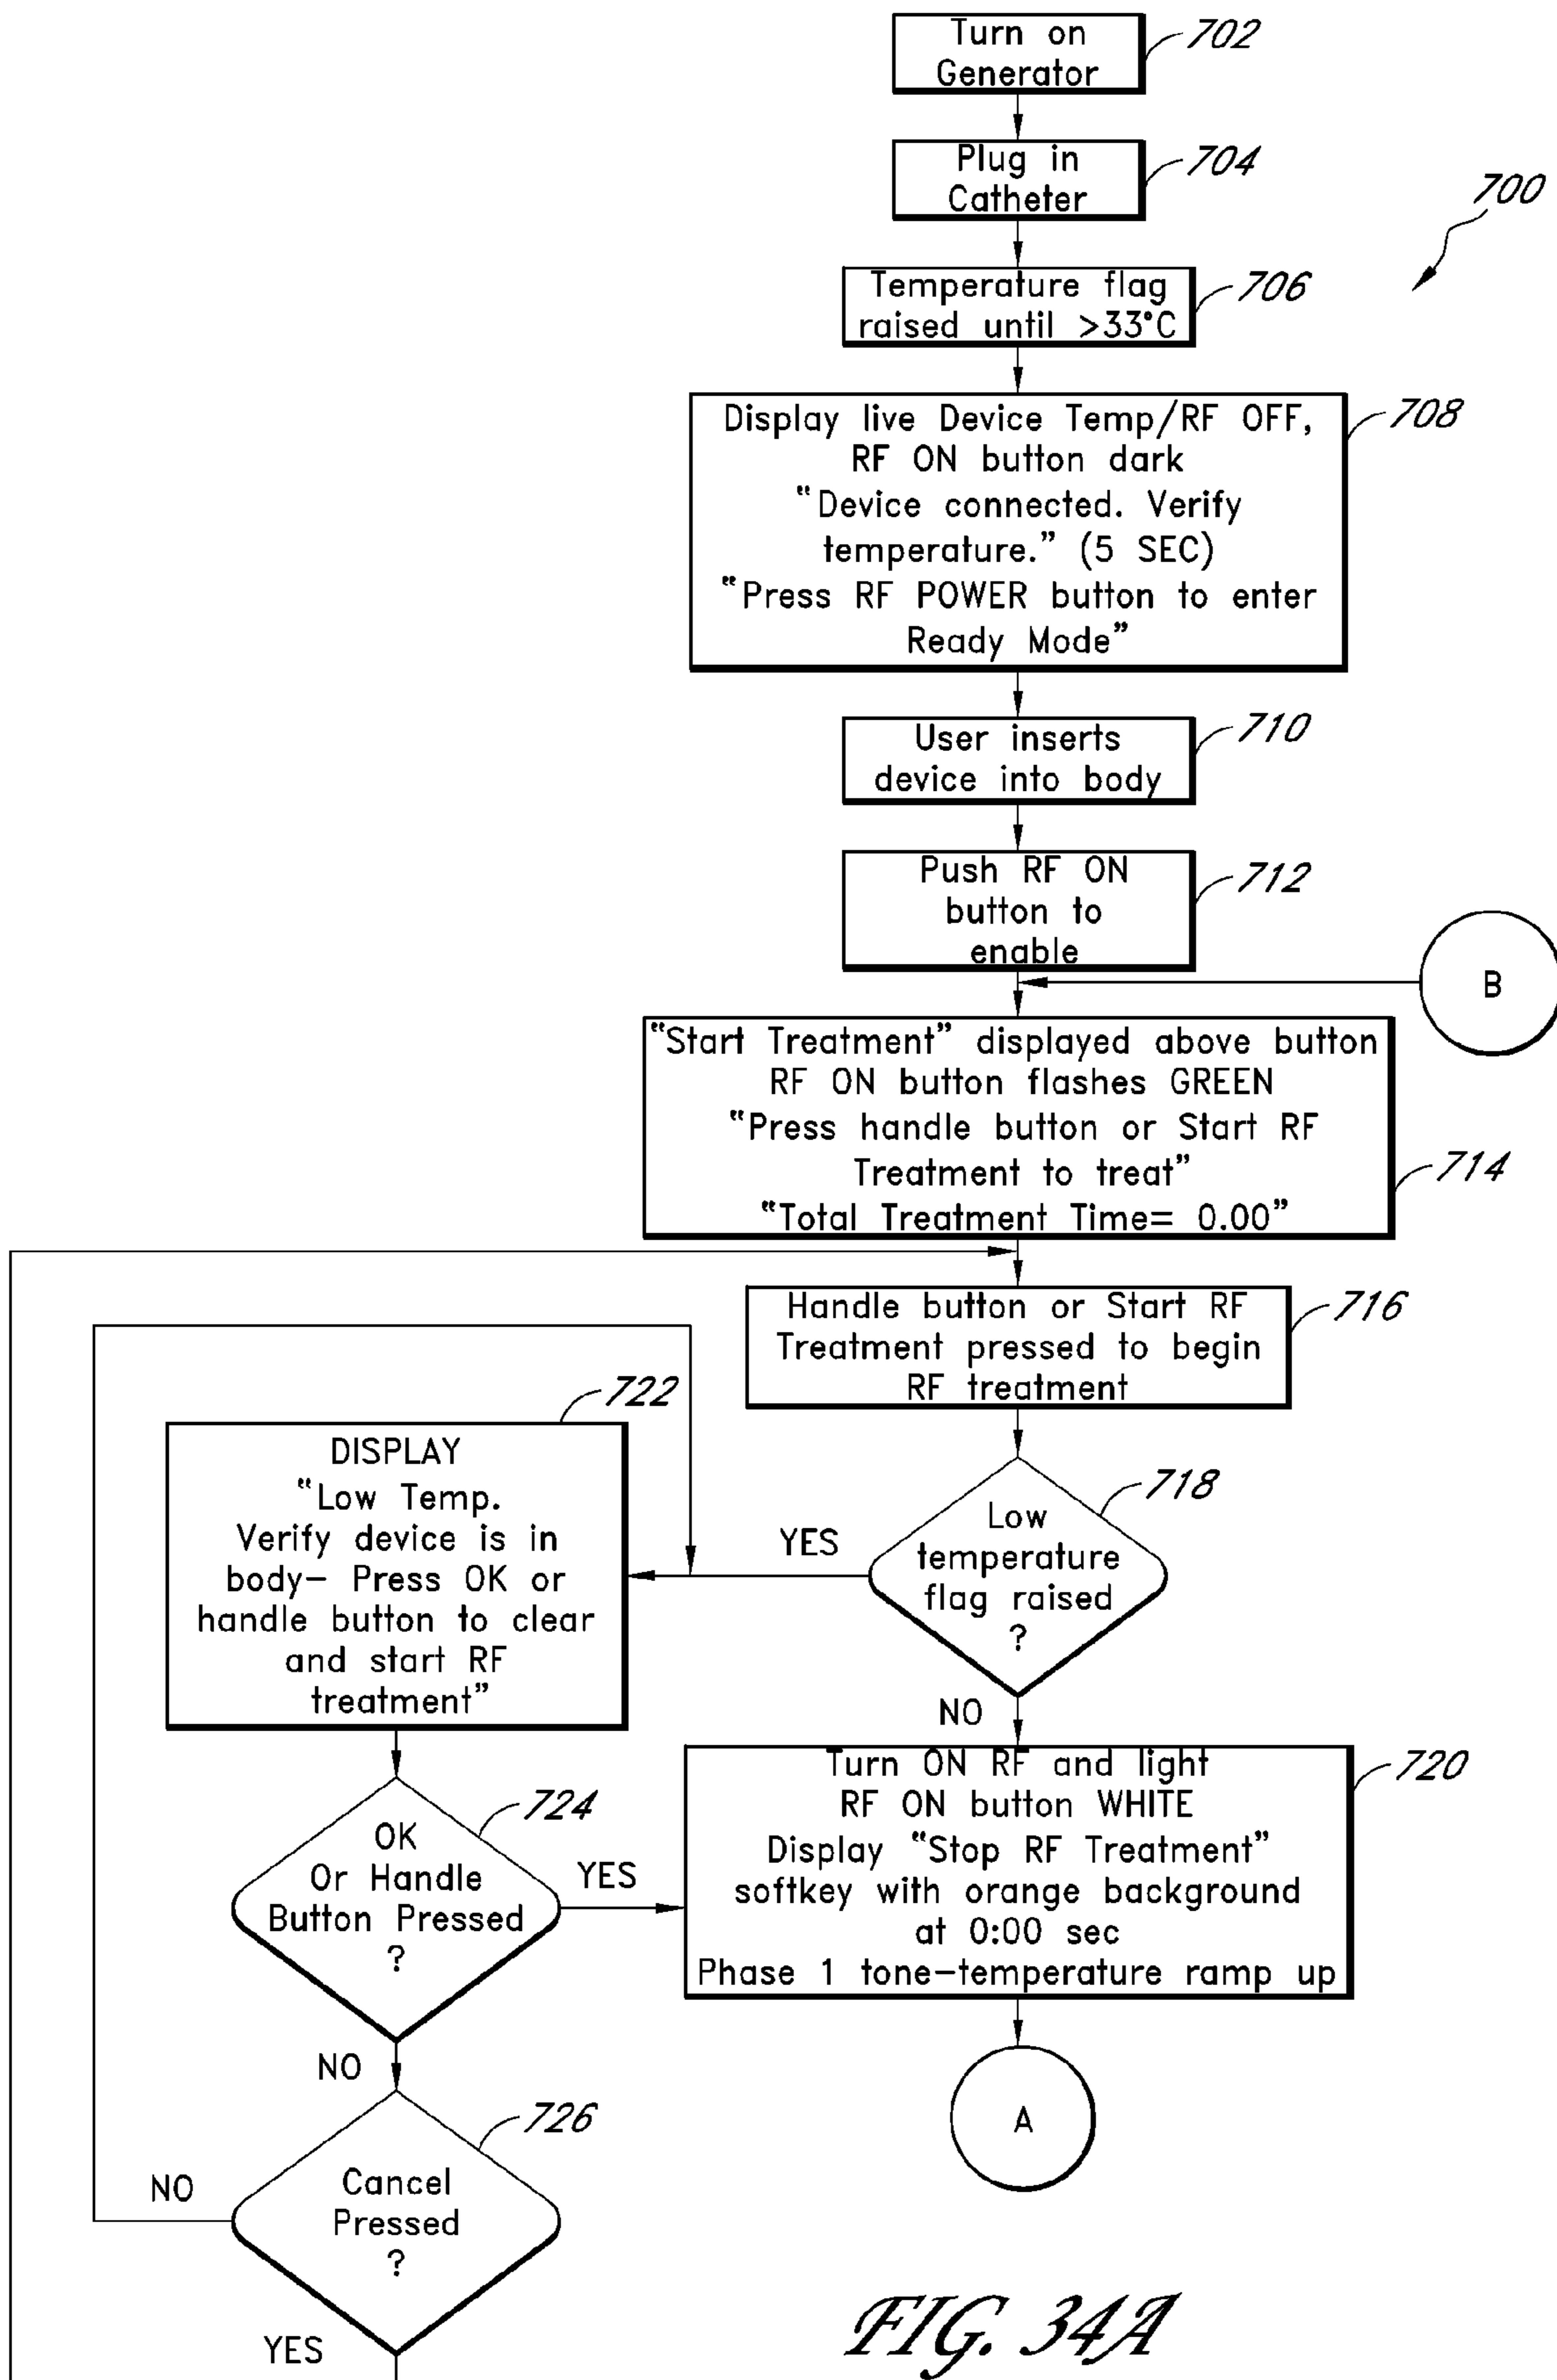 Turn on
Generator
702
Plug in
Catheter
704
700
Temperature flag
raised until >33°C
706
Display live Device Temp/RF OFF,
RF ON button dark
“Device connected. Verify
temperature.” (5 SEC)
“Press RF POWER button to enter
Ready Mode”
708
User inserts
device into body
710
Push RF ON
button to
enable
712
B
“Start Treatment” displayed above button
RF ON button flashes GREEN
“Press handle button or Start RF
Treatment to treat”
“Total Treatment Time= 0.00”
714
Handle button or Start RF
Treatment pressed to begin
RF treatment
716
Low
temperature
flag raised
?
718
YES
NO
DISPLAY
“Low Temp.
Verify device is in
body– Press OK or
handle button to clear
and start RF
treatment”
722
OK
Or Handle
Button Pressed
?
724
YES
NO
Turn ON RF and light
RF ON button WHITE
Display “Stop RF Treatment”
softkey with orange background
at 0:00 sec
Phase 1 tone–temperature ramp up
720
A
Cancel
Pressed
?
726
NO
YES
FIG. 34A